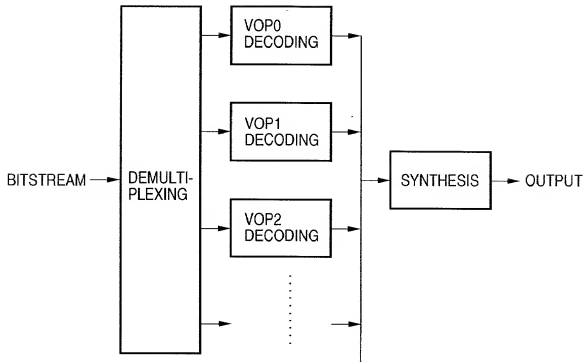 VOP0
DECODING
VOP1
DECODING
BITSTREAM
DEMULTI-
PLEXING
SYNTHESIS
OUTPUT
VOP2
DECODING